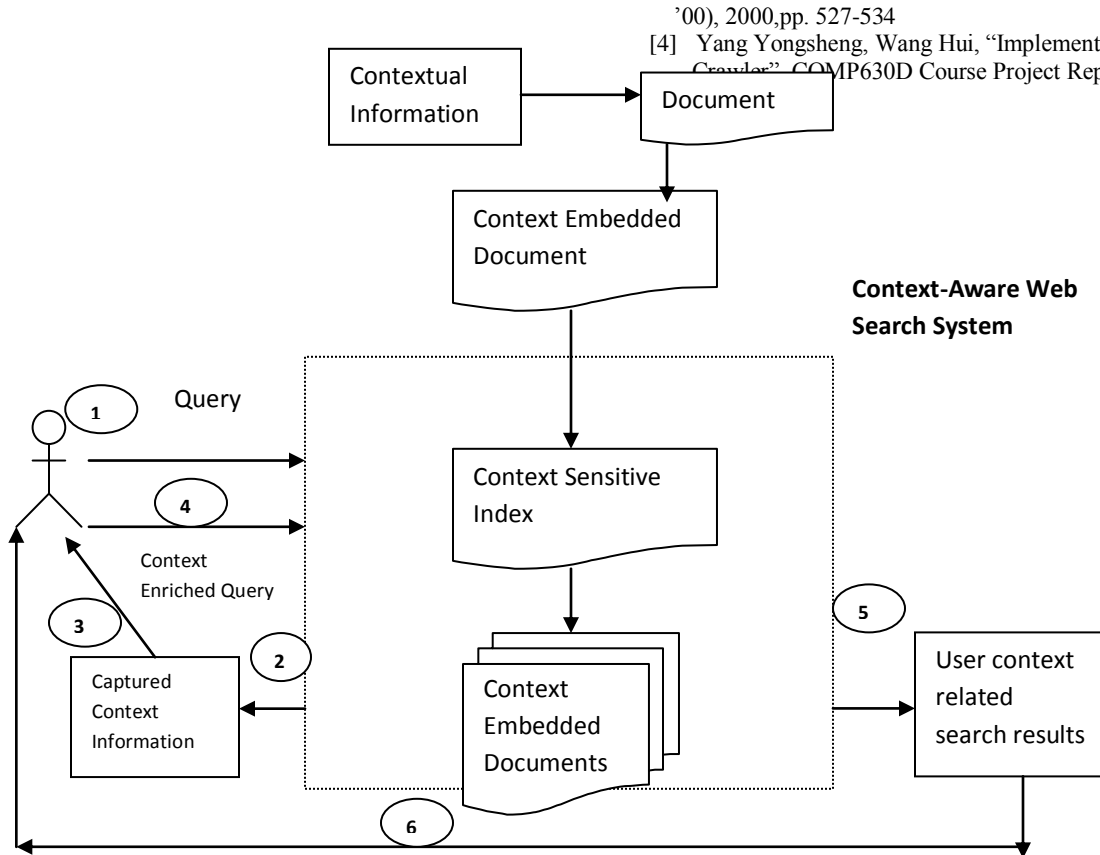 ’00), 2000,pp. 527-534
[4] Yang Yongsheng, Wang Hui, “Implement
COMP630D Course Project Rep
Contextual
Information
Document
Context Embedded
Document
Context-Aware Web
Search System
1
Query
4
Context Sensitive
Index
Context
Enriched Query
3
2
5
Captured
Context
Information
Context
Embedded
Documents
User context
related
search results
6